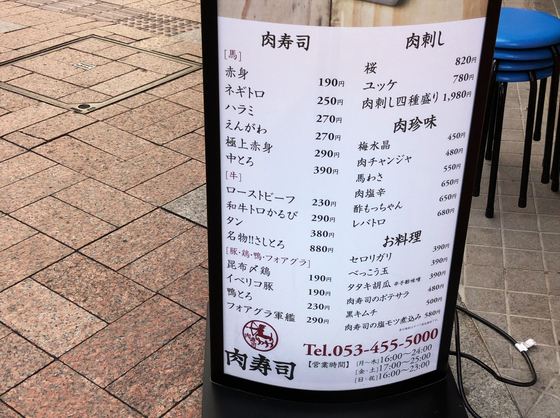 肉寿司
[馬]
赤身 190円
ネギトロ 250円
ハラミ 270円
えんがわ 270円
極上赤身 290円
中とろ 390円
[牛]
ローストビーフ 230円
和牛トロかるび 290円
タン 380円
名物!!さしとろ 880円
[豚・鶏・鴨・フォアグラ]
昆布〆鶏 190円
イベリコ豚 190円
鴨とろ 230円
フォアグラ軍艦 290円
肉刺し
桜 820円
ユッケ 780円
肉刺し四種盛り 1,980円
肉珍味
梅水晶 450円
肉チャンジャ 480円
馬わさ 550円
肉塩辛 650円
酢もっちゃん 650円
レバトロ 680円
お料理
セロリガリ 390円
べっこう玉 390円
タタキ胡瓜 辛子酢味噌 390円
肉寿司のポテサラ 480円
黒キムチ 500円
肉寿司の塩モツ煮込み 580円
肉寿司
Tel.053-455-5000
【営業時間】
[月〜木]16:00〜24:00
[金・土]17:00〜25:00
[日・祝]16:00〜23:00